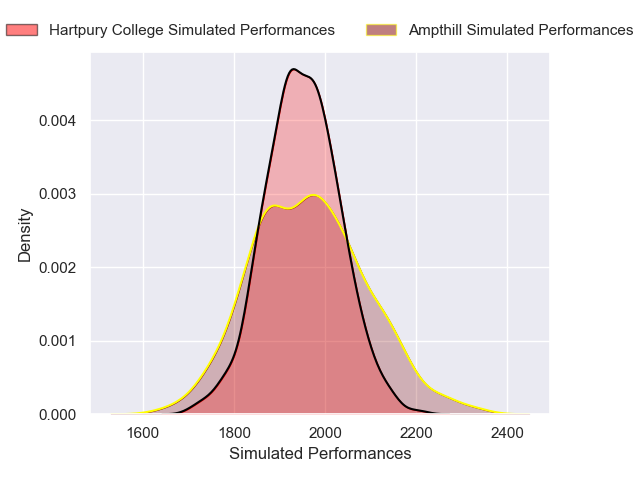 Hartpury College Simulated Performances
Ampthill Simulated Performances
0.004
0.003
0.002
0.001
0.000
Density
1600 1800 2000 2200 2400
Simulated Performances